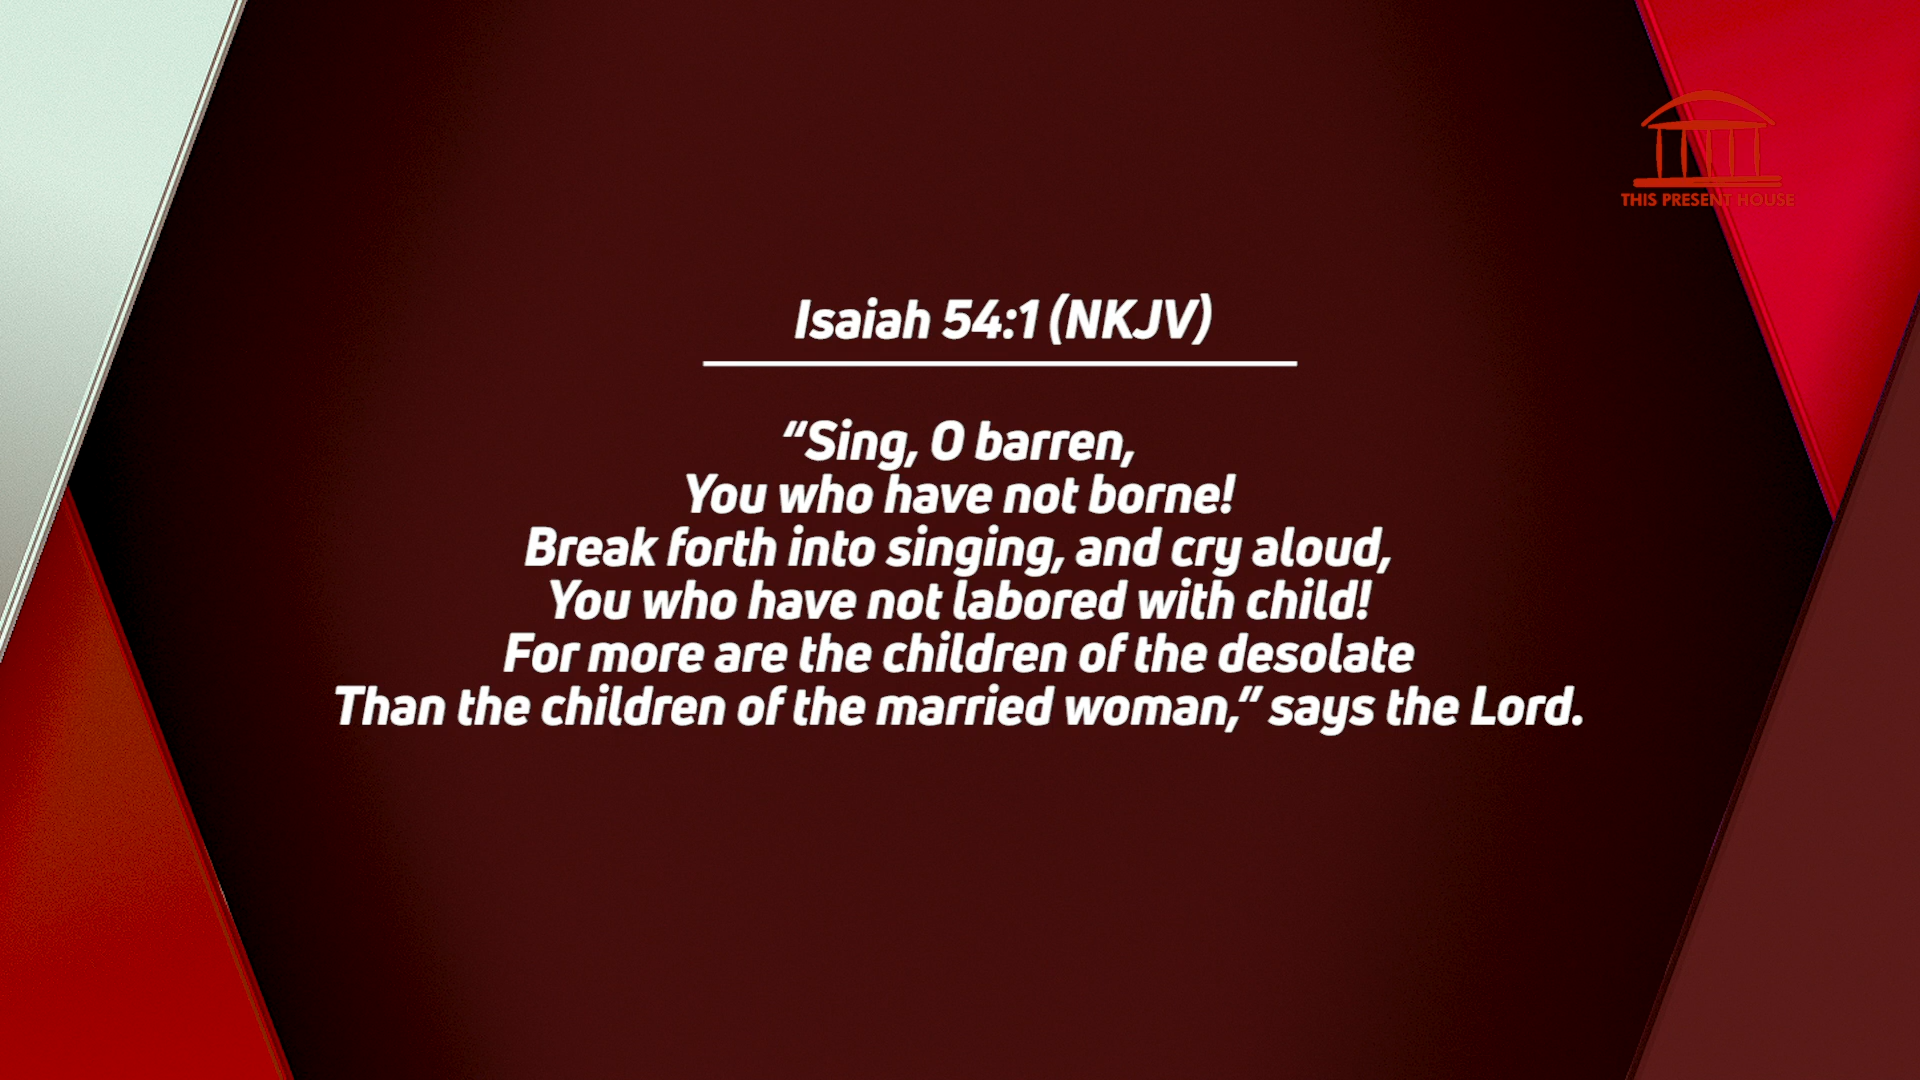 THIS PRESENT HOUSE
Isaiah 54:1 (NKJV)
“Sing, O barren,
You who have not borne!
Break forth into singing, and cry aloud,
You who have not labored with child!
For more are the children of the desolate
Than the children of the married woman,” says the Lord.